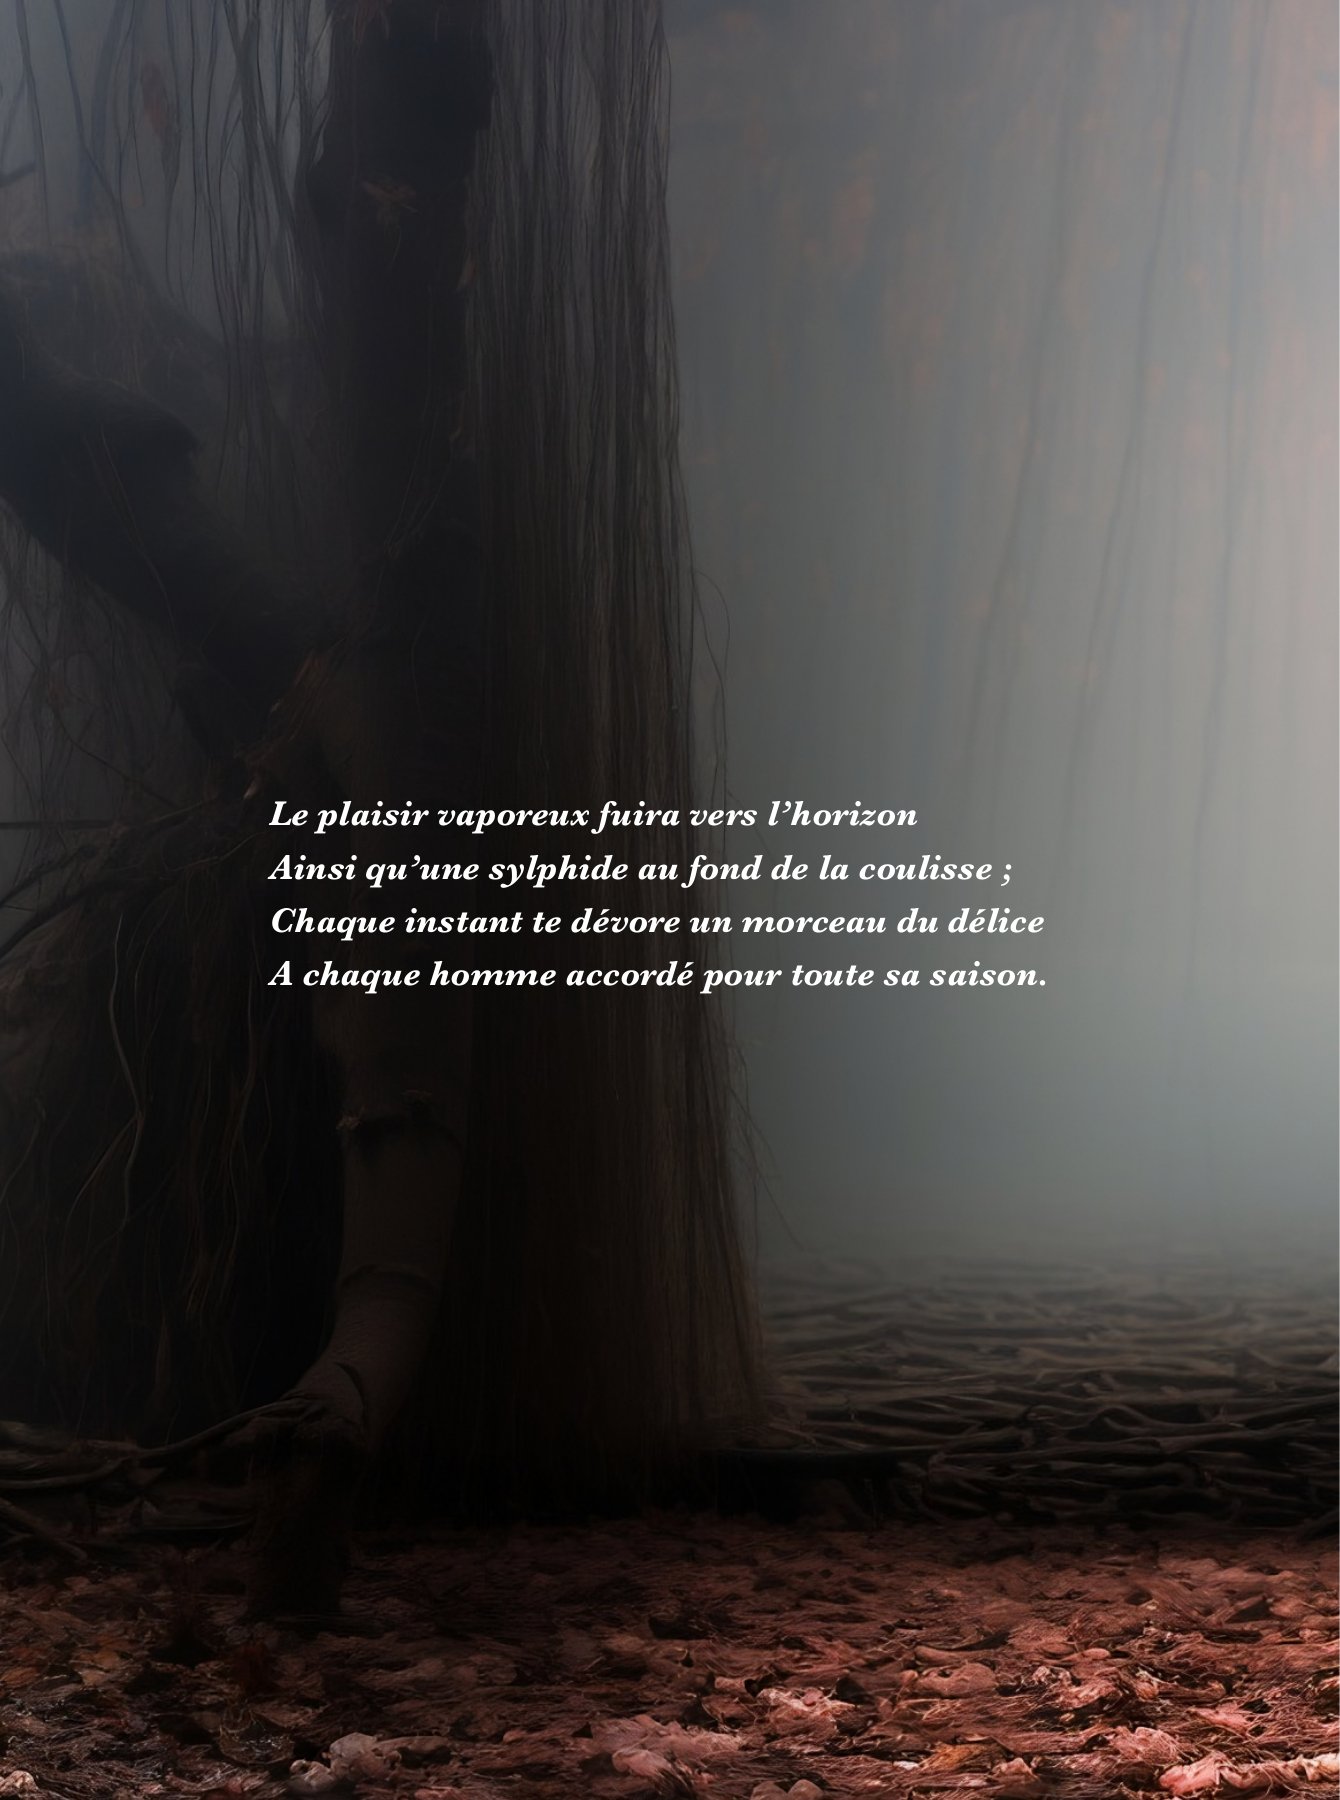 Le plaisir vaporeux fuira vers l’horizon
Ainsi qu’une sylphide au fond de la coulisse ;
Chaque instant te dévore un morceau du délice
A chaque homme accordé pour toute sa saison.